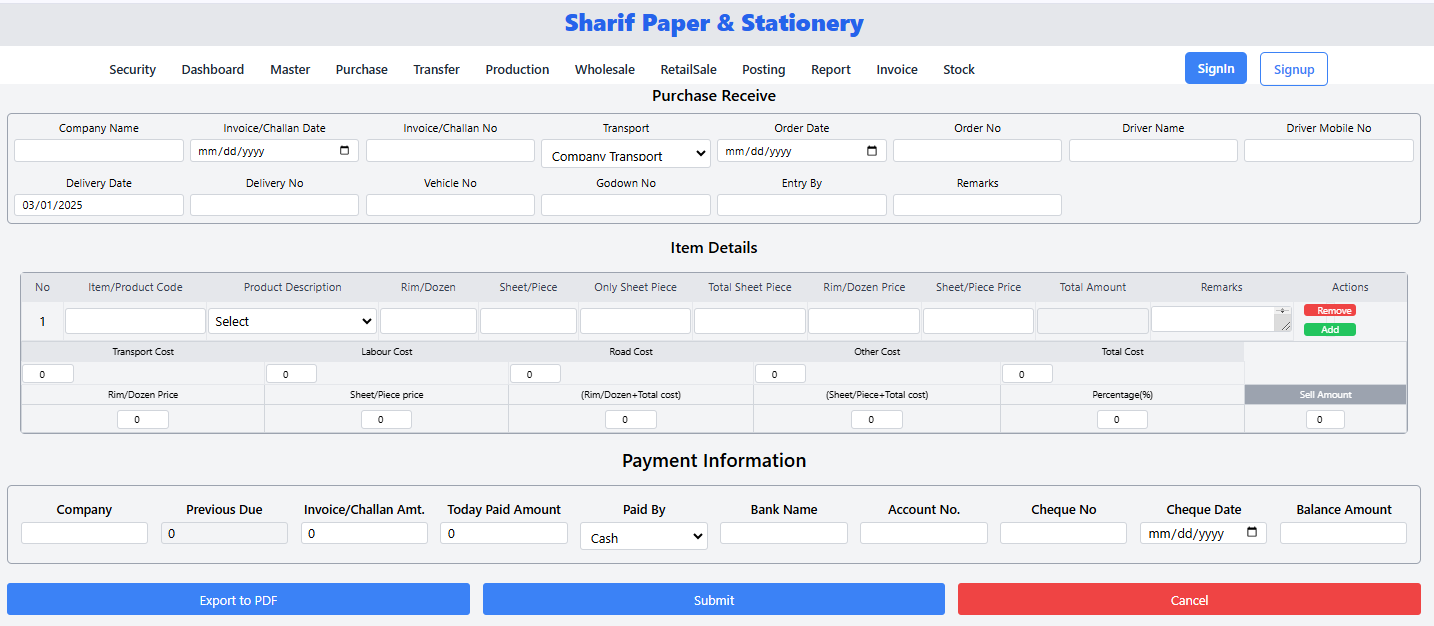 Sharif Paper & Stationery
Security Dashboard Master Purchase Transfer Production Wholesale RetailSale Posting Report Invoice Stock SignIn Signup
Purchase Receive
Company Name Invoice/Challan Date Invoice/Challan No Transport Order Date Order No Driver Name Driver Mobile No
mm/dd/yyyy Company Transport mm/dd/yyyy
Delivery Date Delivery No Vehicle No Godown No Entry By Remarks
03/01/2025
Item Details
No Item/Product Code Product Description Rim/Dozen Sheet/Piece Only Sheet Piece Total Sheet Piece Rim/Dozen Price Sheet/Piece Price Total Amount Remarks Actions
1 Select Remove
Add
Transport Cost Labour Cost Road Cost Other Cost Total Cost
0 0 0 0 0
Rim/Dozen Price Sheet/Piece price (Rim/Dozen+Total cost) (Sheet/Piece+Total cost) Percentage(%) Sell Amount
0 0 0 0 0 0
Payment Information
Company Previous Due Invoice/Challan Amt. Today Paid Amount Paid By Bank Name Account No. Cheque No Cheque Date Balance Amount
0 0 0 Cash mm/dd/yyyy
Export to PDF Submit Cancel